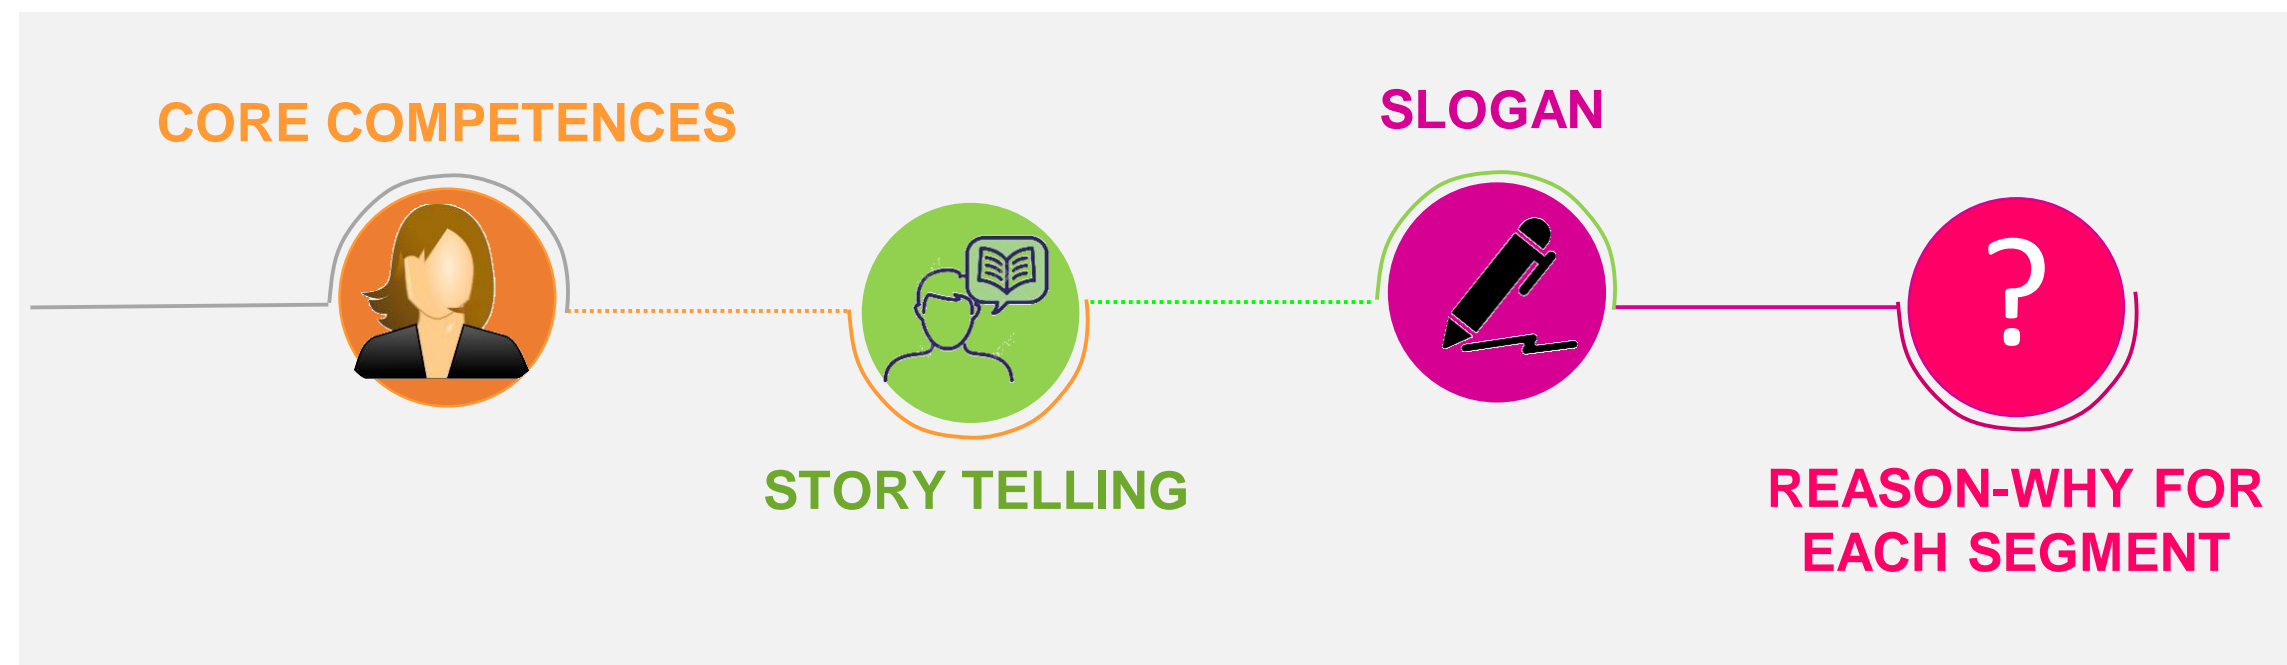 CORE COMPETENCES
STORY TELLING
SLOGAN
?
REASON-WHY FOR
EACH SEGMENT